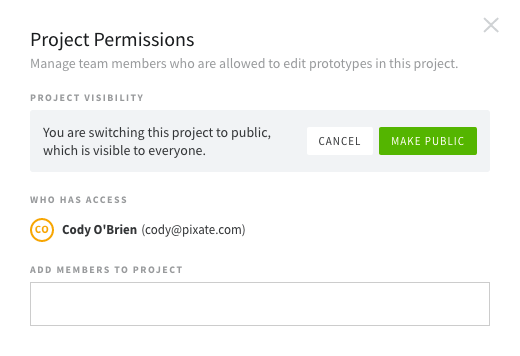 Project Permissions
Manage team members who are allowed to edit prototypes in this project.
PROJECT VISIBILITY
You are switching this project to public,
which is visible to everyone.
CANCEL
MAKE PUBLIC
WHO HAS ACCESS
CO
Cody O'Brien (cody@pixate.com)
ADD MEMBERS TO PROJECT